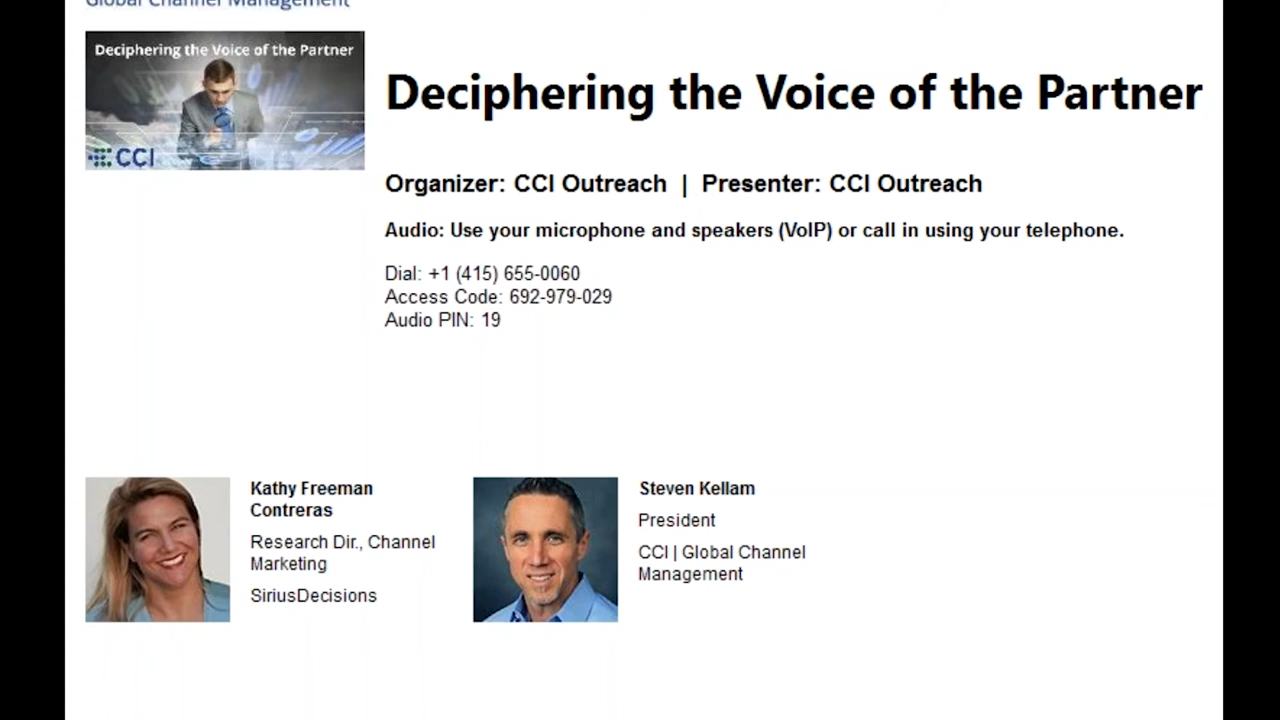 Global Channel Management
Deciphering the Voice of the Partner
CCI
Deciphering the Voice of the Partner
Organizer: CCI Outreach | Presenter: CCI Outreach
Audio: Use your microphone and speakers (VoIP) or call in using your telephone.
Dial: +1 (415) 655-0060
Access Code: 692-979-029
Audio PIN: 19
Kathy Freeman
Contreras
Research Dir., Channel
Marketing
SiriusDecisions
Steven Kellam
President
CCI | Global Channel
Management